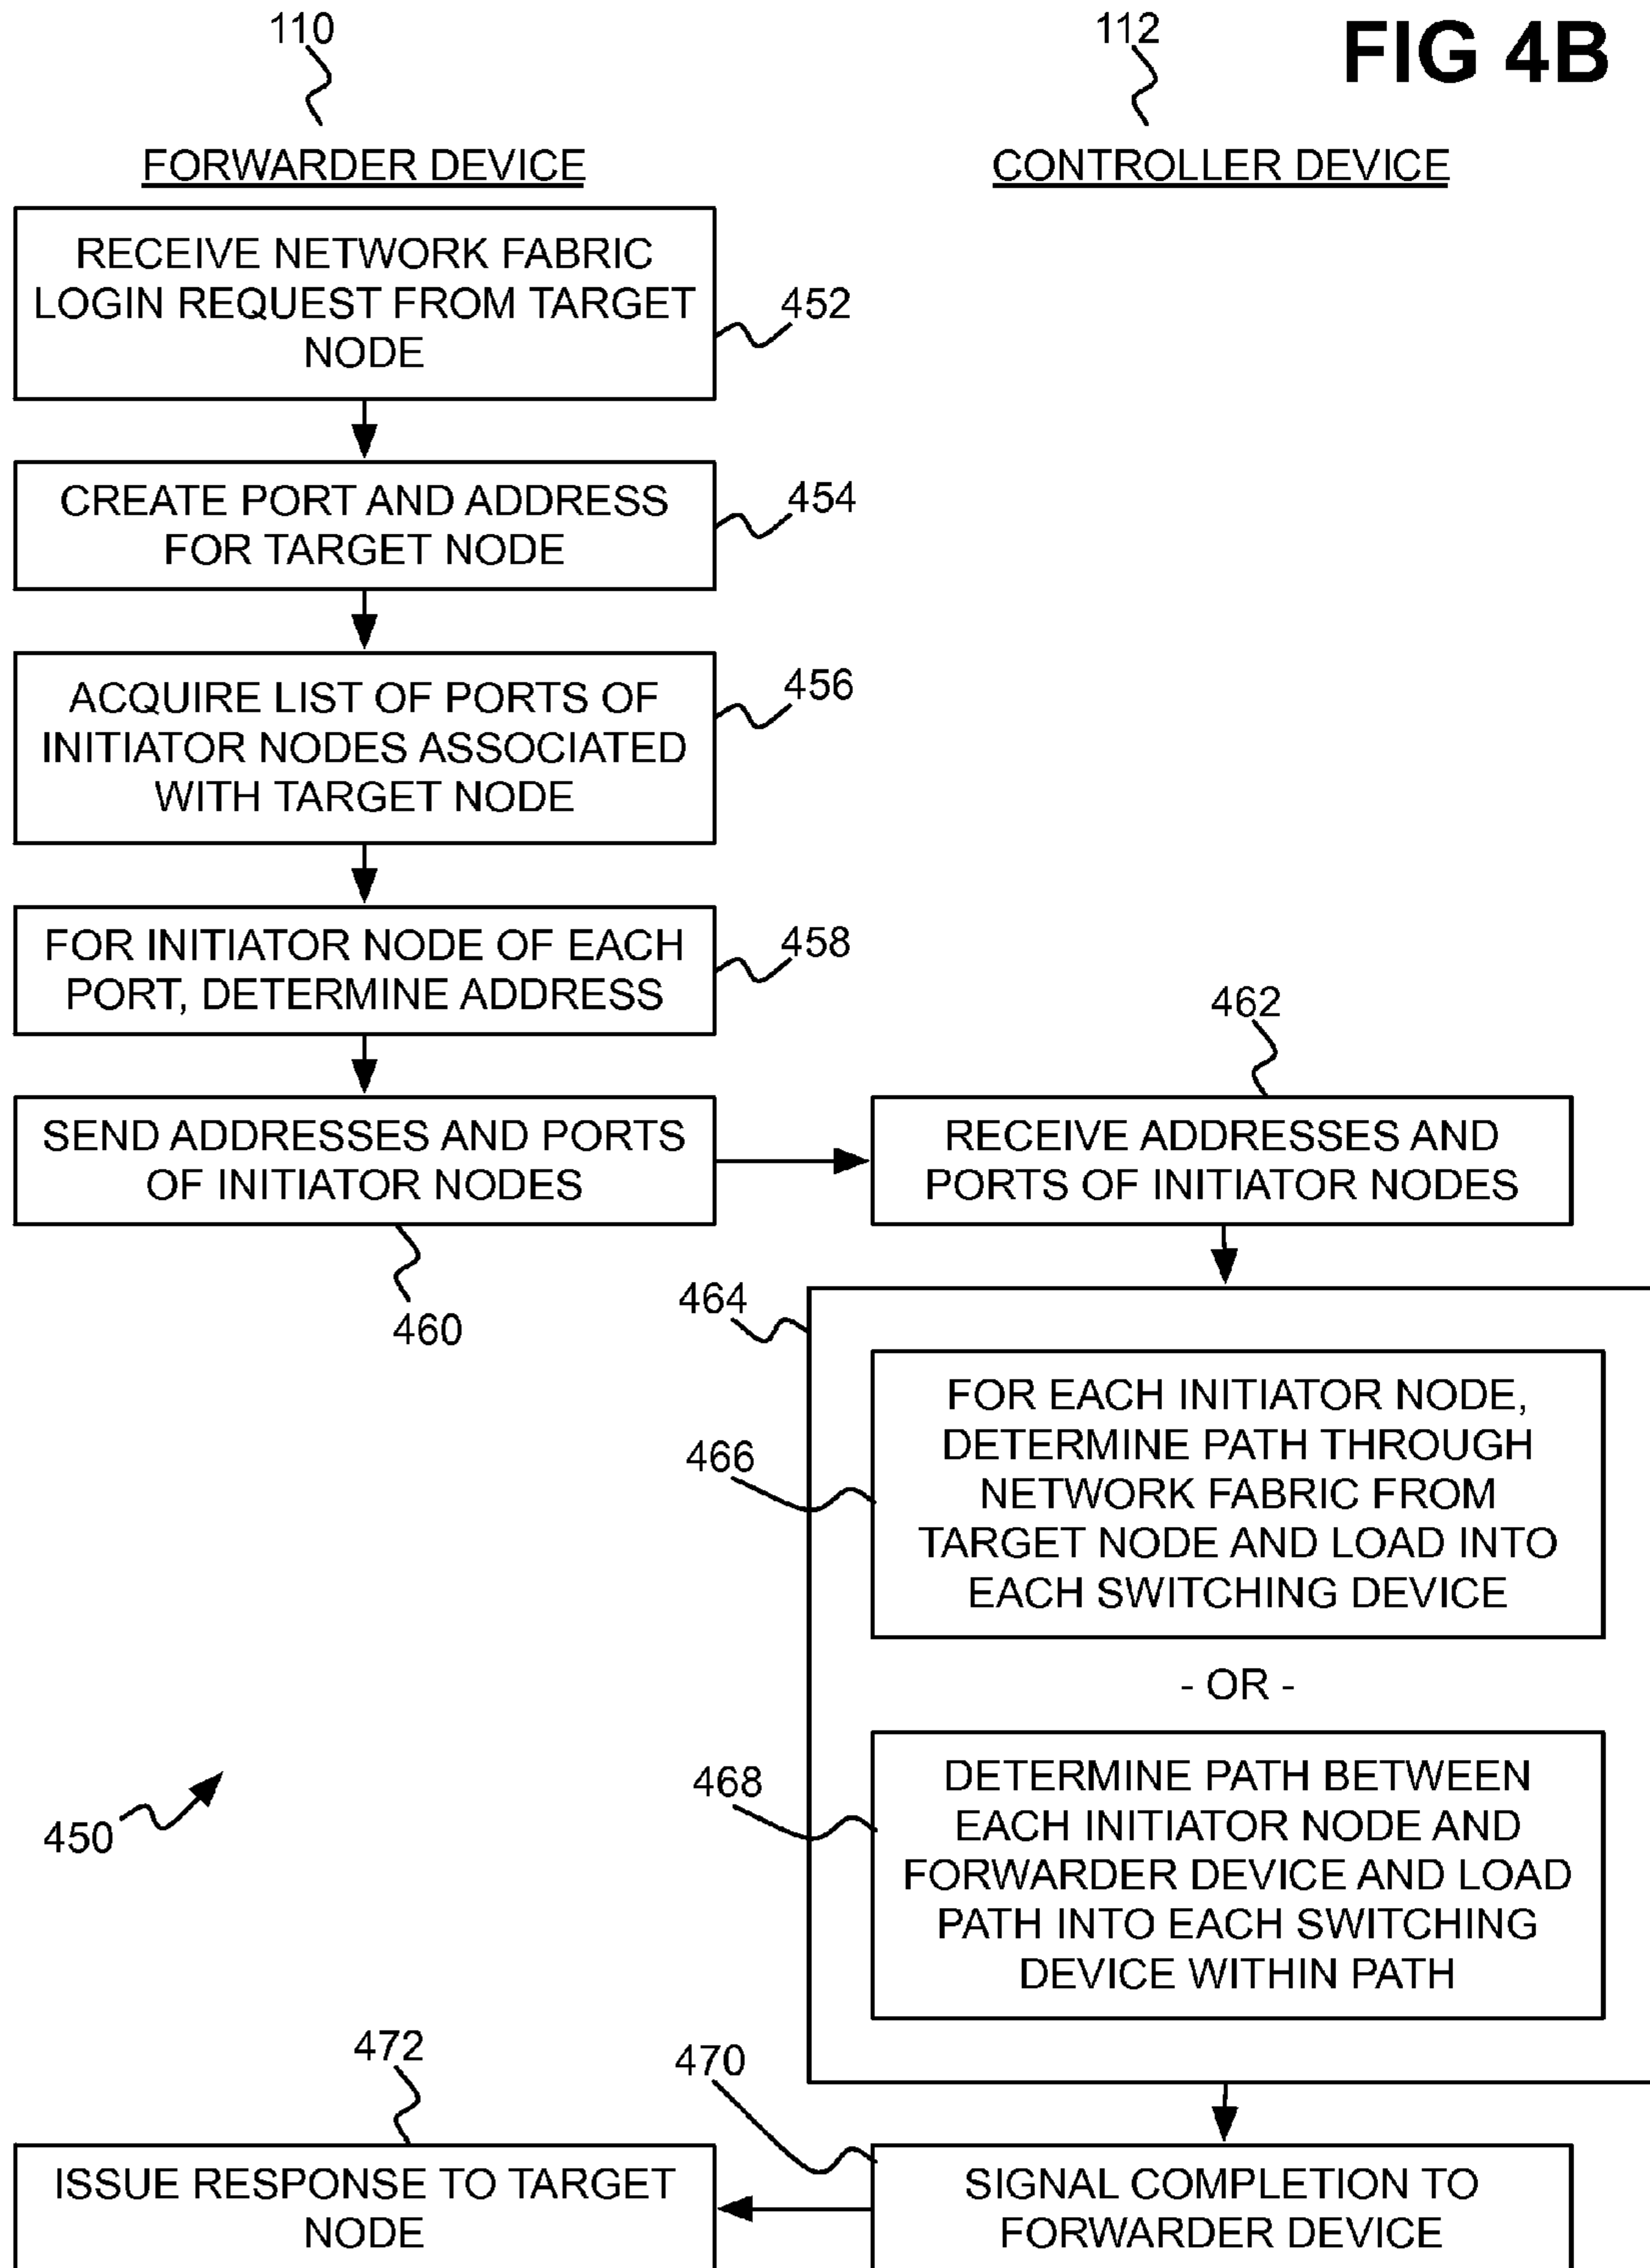 110
112
FIG 4B
FORWARDER DEVICE
CONTROLLER DEVICE
RECEIVE NETWORK FABRIC
LOGIN REQUEST FROM TARGET
NODE
452
CREATE PORT AND ADDRESS
FOR TARGET NODE
454
ACQUIRE LIST OF PORTS OF
INITIATOR NODES ASSOCIATED
WITH TARGET NODE
456
FOR INITIATOR NODE OF EACH
PORT, DETERMINE ADDRESS
458
SEND ADDRESSES AND PORTS
OF INITIATOR NODES
460
462
RECEIVE ADDRESSES AND
PORTS OF INITIATOR NODES
464
466
FOR EACH INITIATOR NODE,
DETERMINE PATH THROUGH
NETWORK FABRIC FROM
TARGET NODE AND LOAD INTO
EACH SWITCHING DEVICE
- OR -
468
DETERMINE PATH BETWEEN
EACH INITIATOR NODE AND
FORWARDER DEVICE AND LOAD
PATH INTO EACH SWITCHING
DEVICE WITHIN PATH
450
470
SIGNAL COMPLETION TO
FORWARDER DEVICE
472
ISSUE RESPONSE TO TARGET
NODE